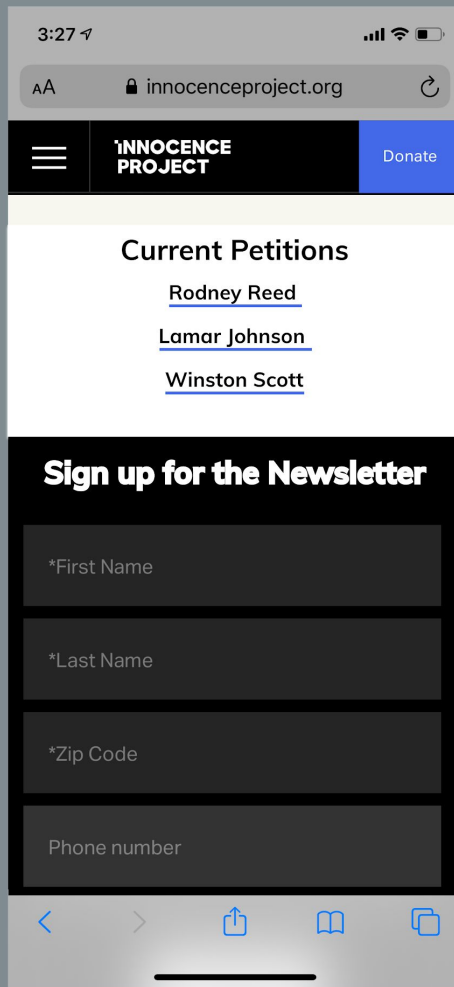 3:27
AA innocenceproject.org
INNOCENCE
PROJECT
Donate
Current Petitions
Rodney Reed
Lamar Johnson
Winston Scott
Sign up for the Newsletter
*First Name
*Last Name
*Zip Code
Phone number